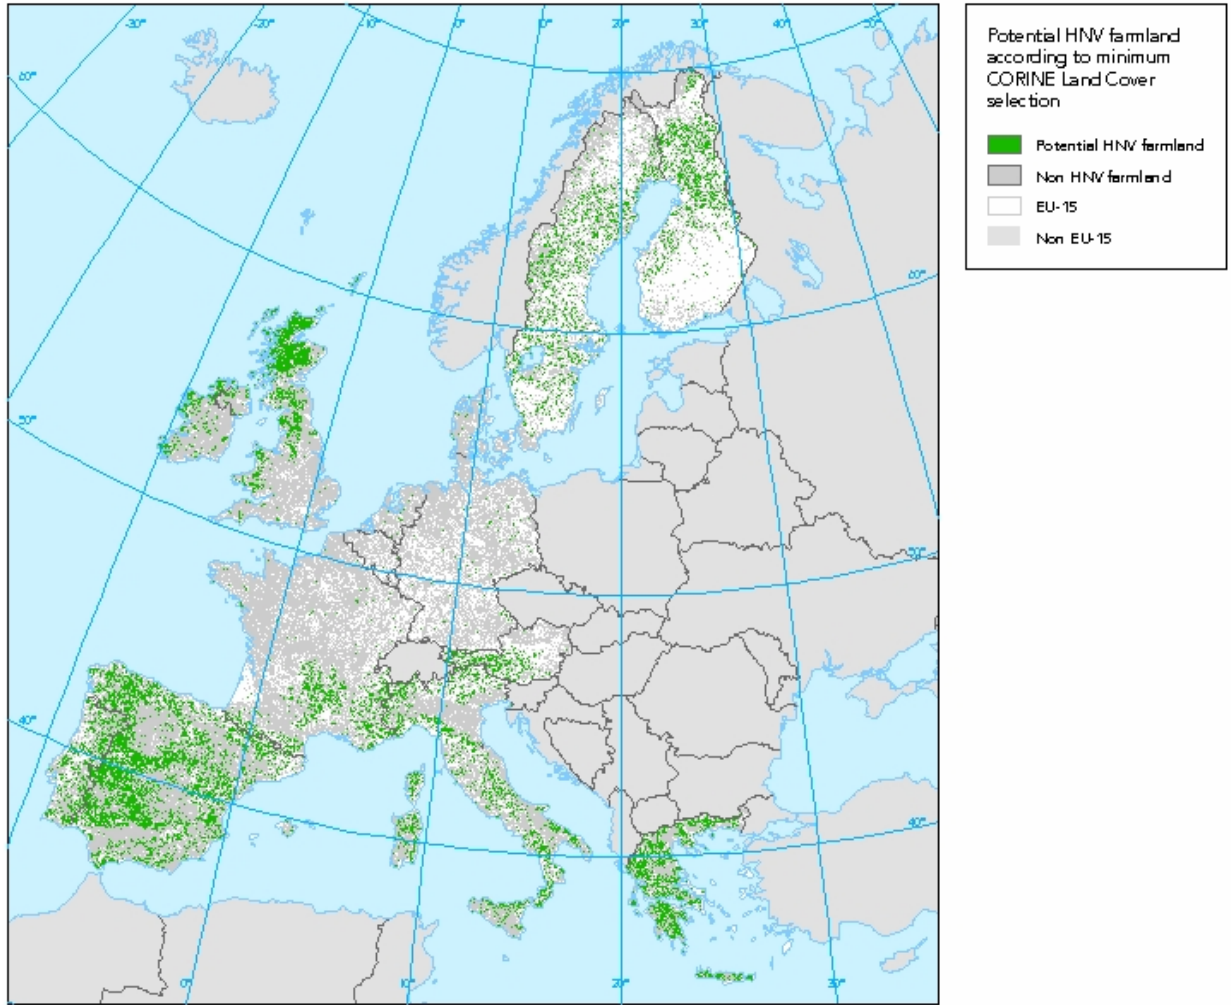 -30°
-20°
-10°
0°
10°
20°
30°
40°
50°
60°
60°
50°
50°
40°
40°
0°
10°
20°
30°
Potential HNV farmland
according to minimum
CORINE Land Cover
selection
Potential HNV farmland
Non HNV farmland
EU-15
Non EU-15